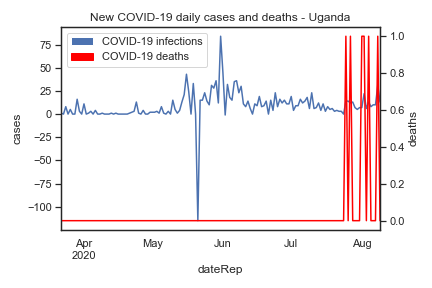 New COVID-19 daily cases and deaths - Uganda
COVID-19 infections
COVID-19 deaths
75
50
25
0
−25
−50
−75
−100
cases
1.0
0.8
0.6
0.4
0.2
0.0
deaths
Apr
2020
May
Jun
Jul
Aug
dateRep